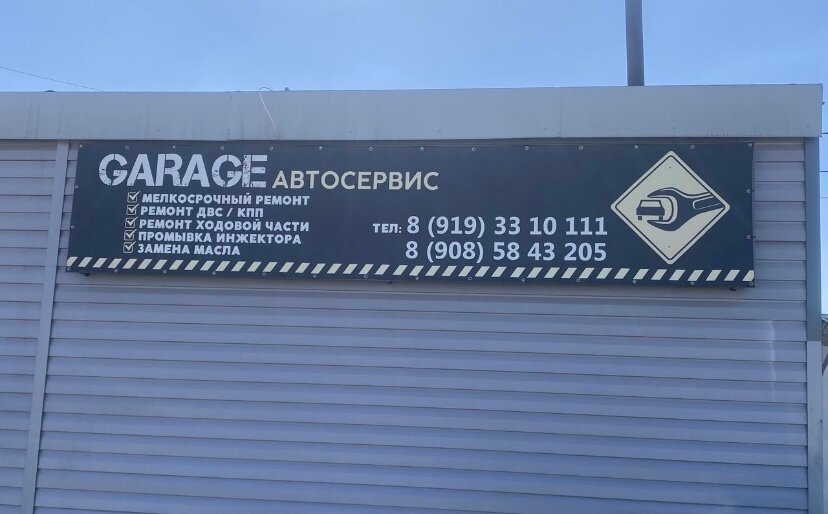 GARAGE АВТОСЕРВИС
МЕЛКОСРОЧНЫЙ РЕМОНТ
РЕМОНТ ДВС / КПП
РЕМОНТ ХОДОВОЙ ЧАСТИ
ПРОМЫВКА ИНЖЕКТОРА
ЗАМЕНА МАСЛА
ТЕЛ: 8 (919) 33 10 111
8 (908) 58 43 205